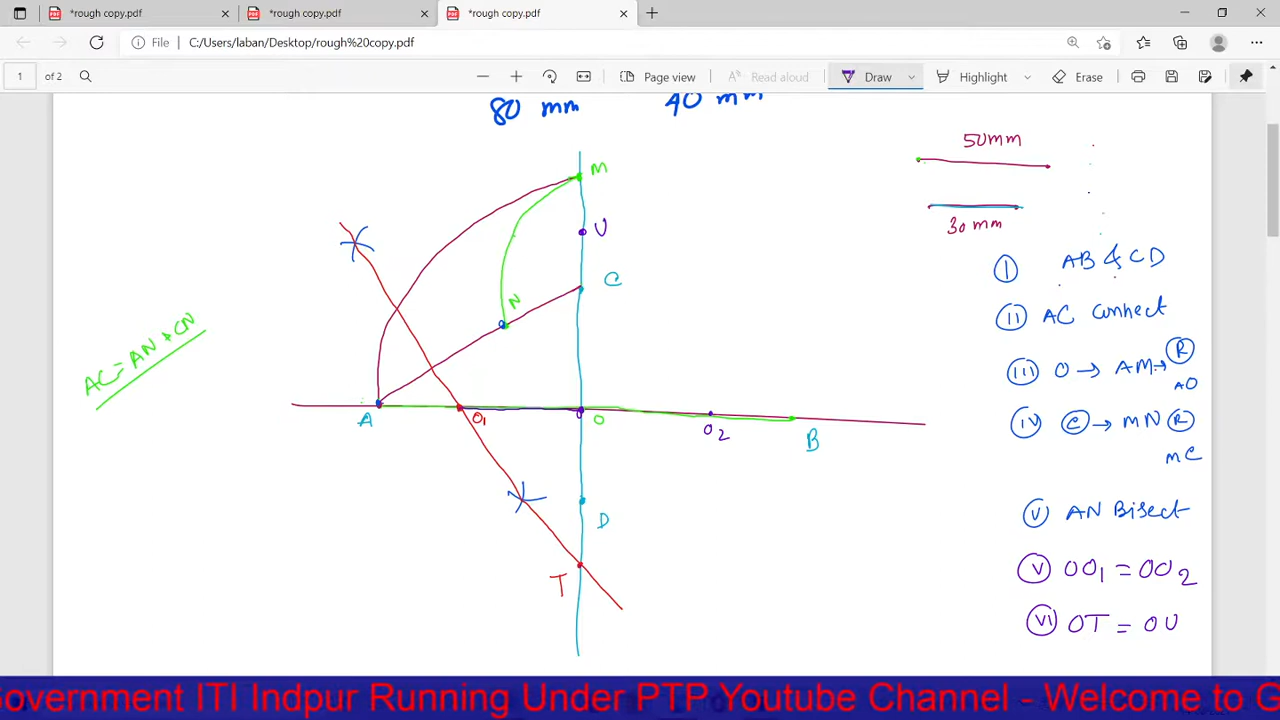 *rough copy.pdf
*rough copy.pdf
*rough copy.pdf
File
C:/Users/laban/Desktop/rough%20copy.pdf
1
of 2
Page view
Read aloud
Draw
Highlight
Erase
80 mm
40 mm
50mm
30 mm
M
U
C
N
AC = AN + CN
A
O1
O
O2
B
D
T
I AB & CD
II AC Connect
III O → AM → R
AO
IV C → MN R
MC
V AN Bisect
V OO1 = OO2
VI OT = OU
Government ITI Indpur Running Under PTP Youtube Channel - Welcome to G